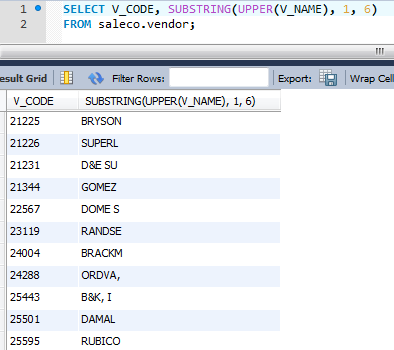 1 SELECT V_CODE, SUBSTRING(UPPER(V_NAME), 1, 6)
2 FROM saleco.vendor;
esult Grid Filter Rows: Export: Wrap Cell
V_CODE SUBSTRING(UPPER(V_NAME), 1, 6)
21225 BRYSON
21226 SUPERL
21231 D&E SU
21344 GOMEZ
22567 DOME S
23119 RANDSE
24004 BRACKM
24288 ORDVA,
25443 B&K, I
25501 DAMAL
25595 RUBICO